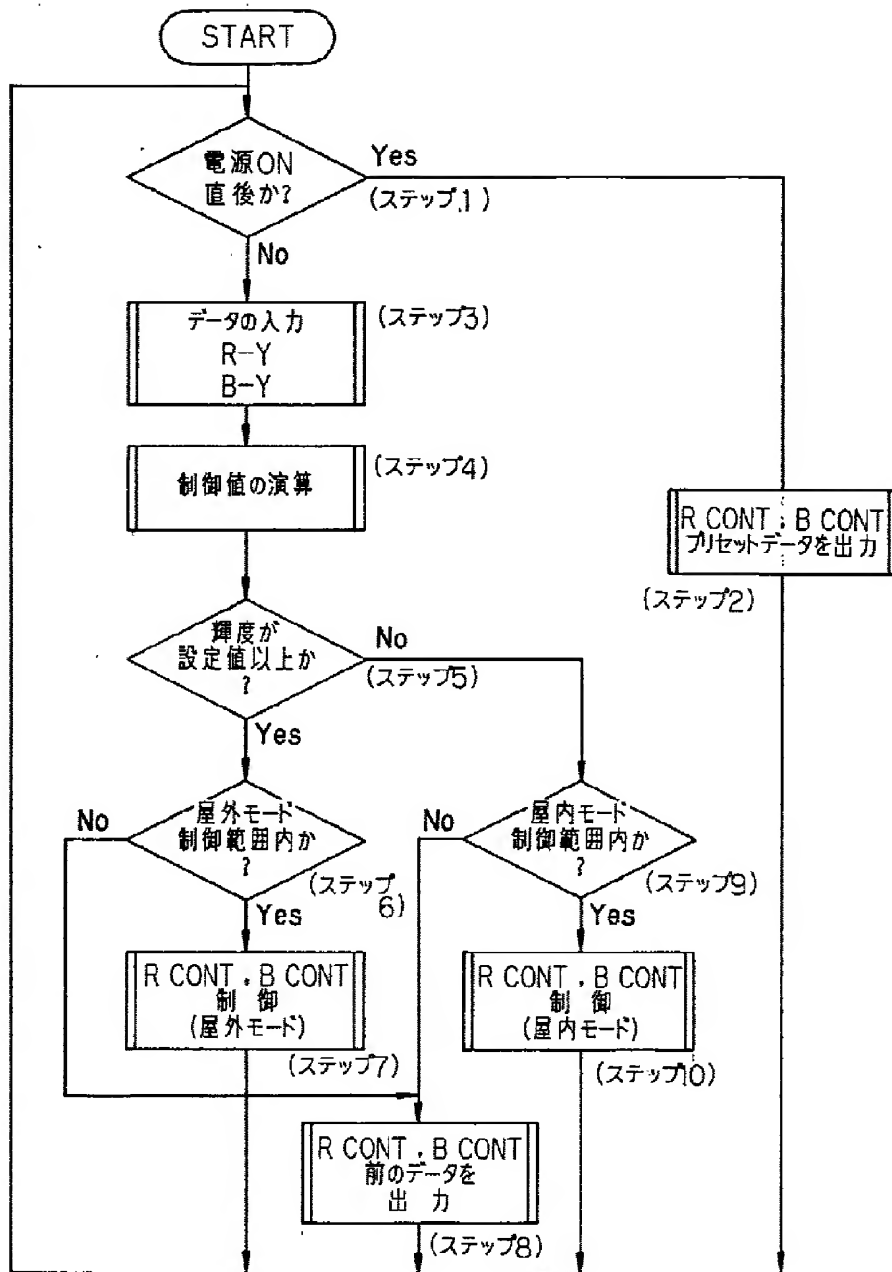 START
電源ON
直後か?
Yes
(ステップ1)
No
データの入力
R-Y
B-Y
(ステップ3)
制御値の演算
(ステップ4)
R CONT, B CONT
プリセットデータを出力
(ステップ2)
輝度が
設定値以上か
?
No
(ステップ5)
Yes
屋外モード
制御範囲内か
?
No
(ステップ
6)
Yes
屋内モード
制御範囲内か
?
No
(ステップ9)
Yes
R CONT, B CONT
制 御
(屋外モード)
(ステップ7)
R CONT, B CONT
制 御
(屋内モード)
(ステップ10)
R CONT, B CONT
前のデータを
出 力
(ステップ8)